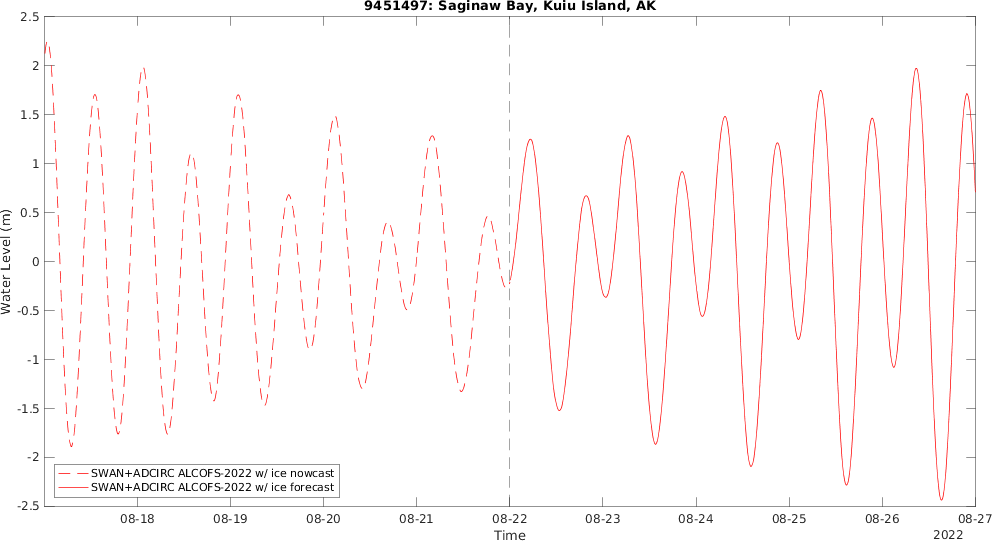 9451497: Saginaw Bay, Kuiu Island, AK
2.5
2
1.5
1
0.5
0
-0.5
-1
-1.5
-2
-2.5
Water Level (m)
SWAN+ADCIRC ALCOFS-2022 w/ ice nowcast
SWAN+ADCIRC ALCOFS-2022 w/ ice forecast
08-18 08-19 08-20 08-21 08-22 08-23 08-24 08-25 08-26 08-27
Time
2022